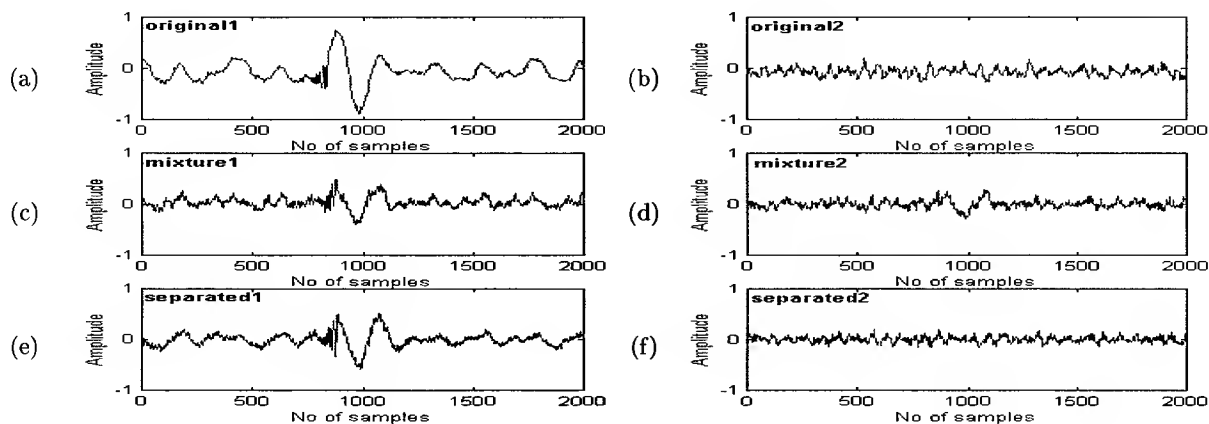 (a)
Amplitude
1
0
-1
original1
0 500 1000 1500 2000
No of samples
(b)
Amplitude
1
0
-1
original2
0 500 1000 1500 2000
No of samples
(c)
Amplitude
1
0
-1
mixture1
0 500 1000 1500 2000
No of samples
(d)
Amplitude
1
0
-1
mixture2
0 500 1000 1500 2000
No of samples
(e)
Amplitude
1
0
-1
separated1
0 500 1000 1500 2000
No of samples
(f)
Amplitude
1
0
-1
separated2
0 500 1000 1500 2000
No of samples